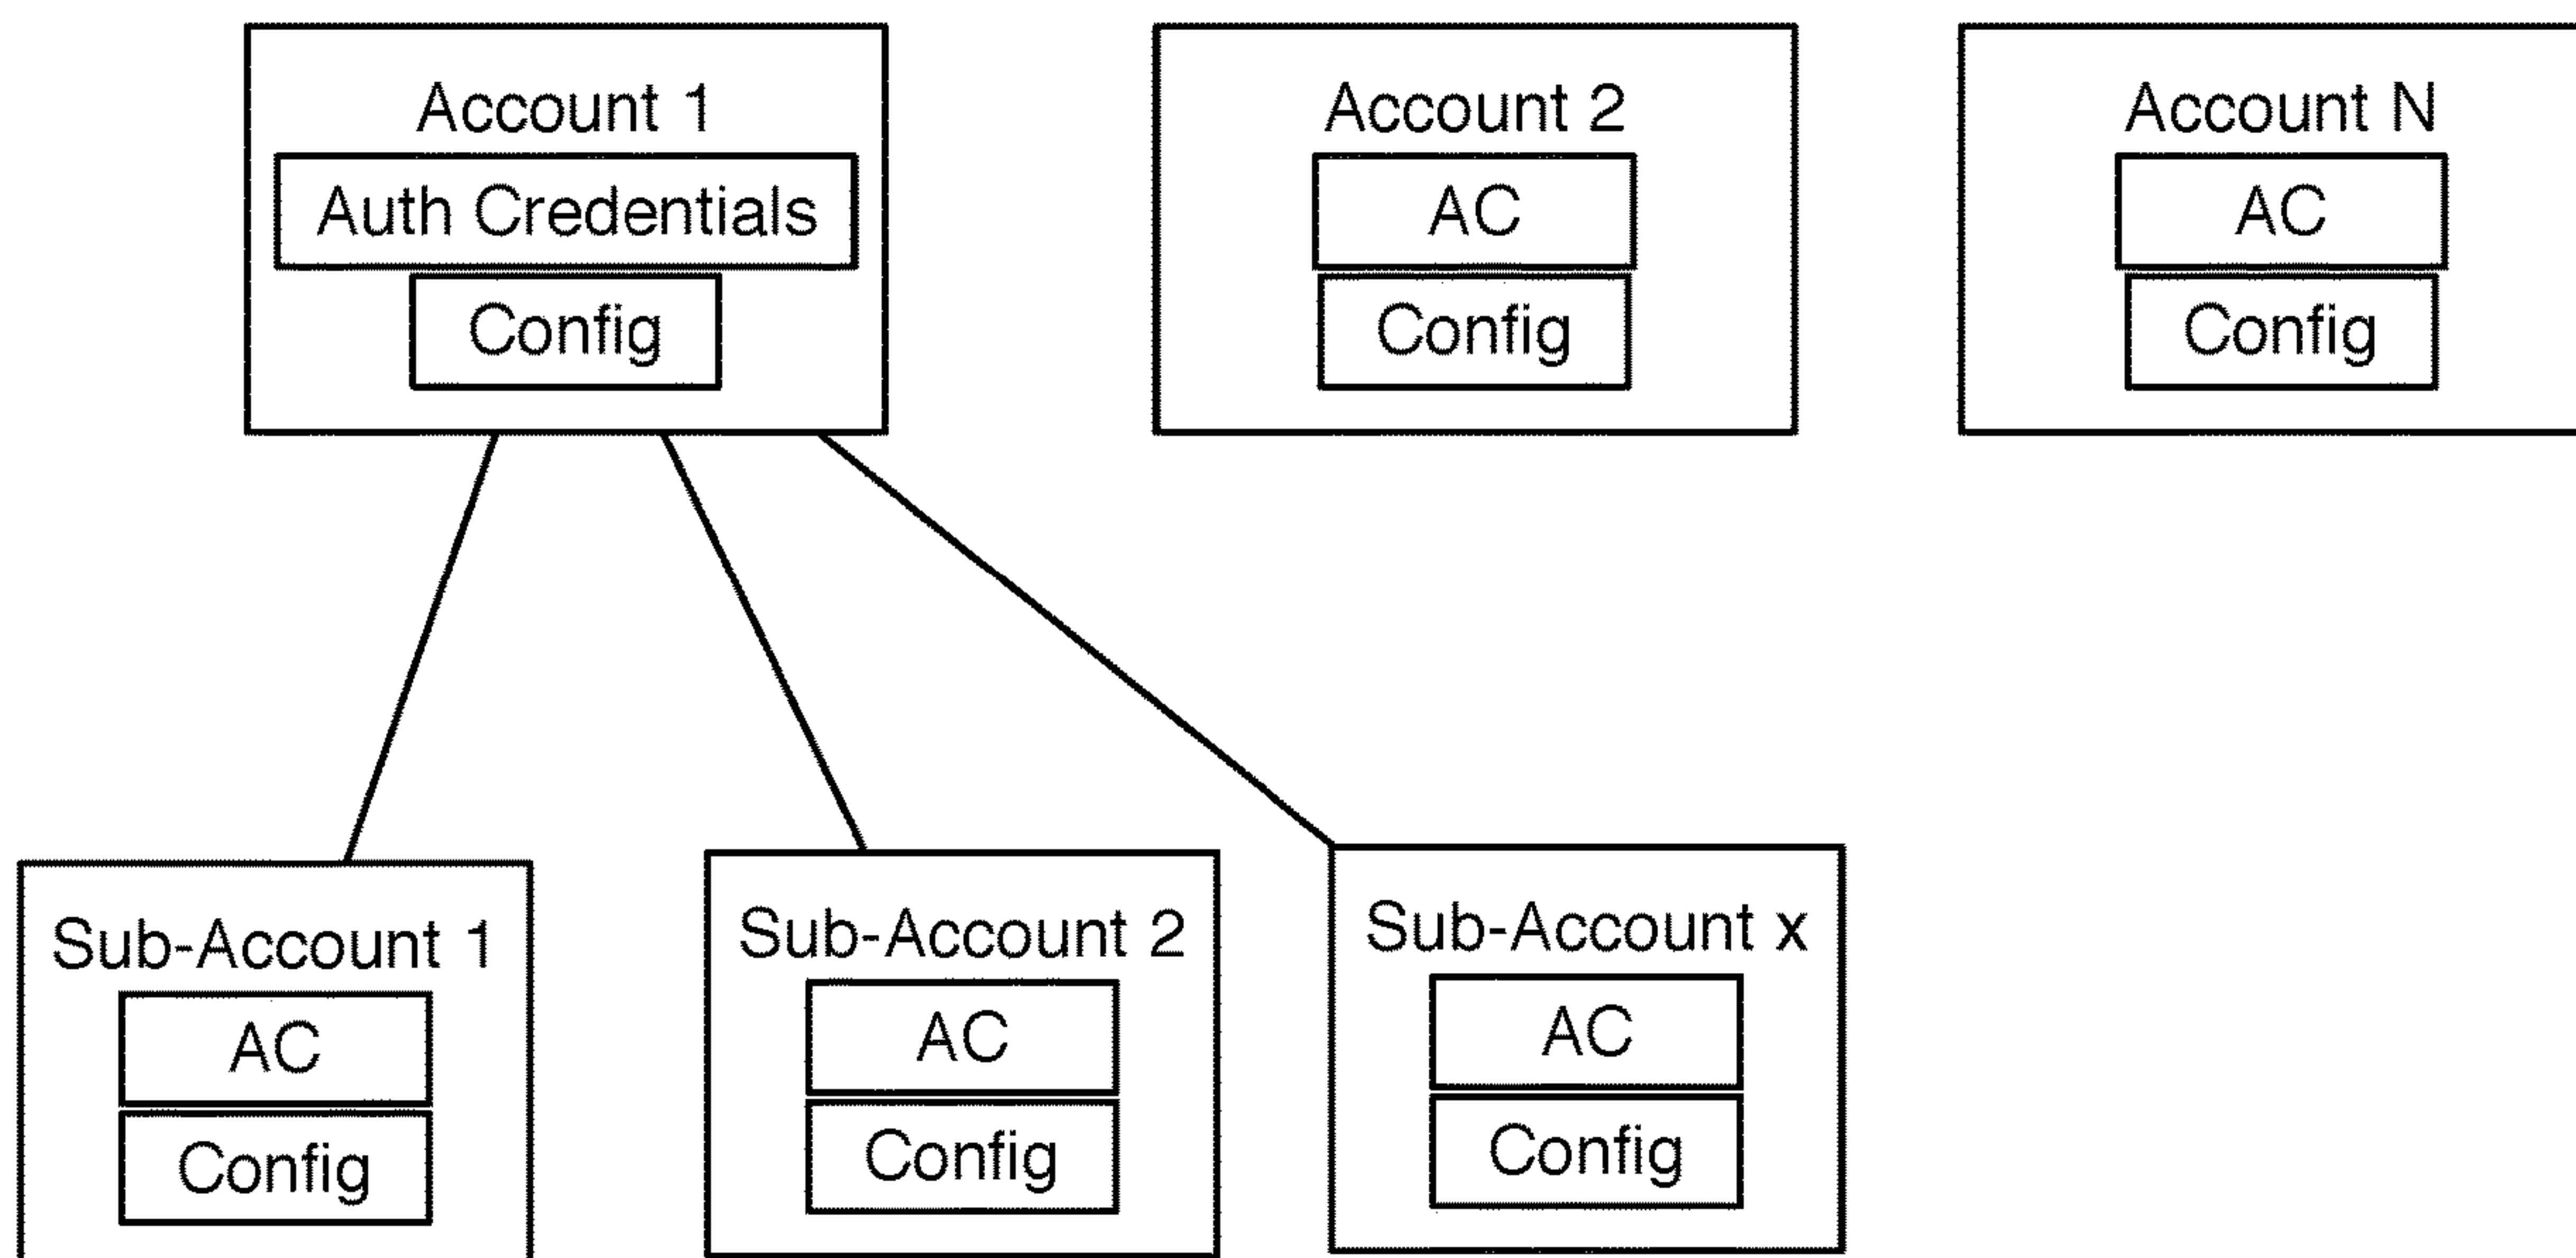 Account 1
Auth Credentials
Config
Account 2
AC
Config
Account N
AC
Config
Sub-Account 1
AC
Config
Sub-Account 2
AC
Config
Sub-Account x
AC
Config